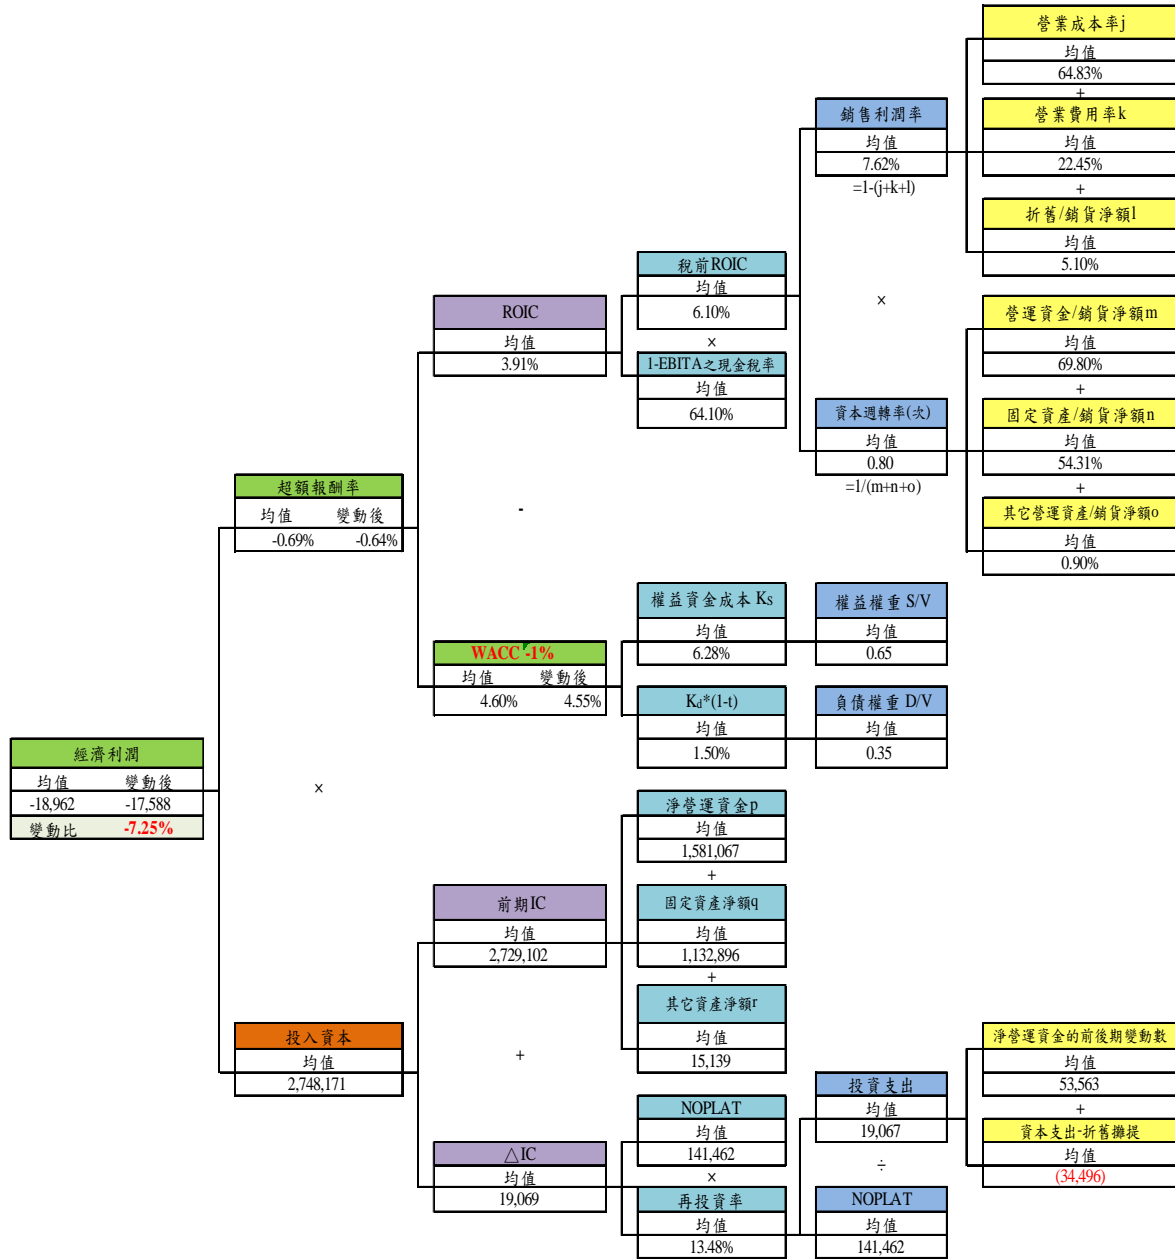 營業成本率j
均值
64.83%
+
營業費用率k
均值
22.45%
+
折舊/銷貨淨額l
均值
5.10%
銷售利潤率
均值
7.62%
=1-(j+k+l)
×
稅前ROIC
均值
6.10%
×
1-EBITA之現金稅率
均值
64.10%
ROIC
均值
3.91%
營運資金/銷貨淨額m
均值
69.80%
+
固定資產/銷貨淨額n
均值
54.31%
+
其它營運資產/銷貨淨額o
均值
0.90%
資本週轉率(次)
均值
0.80
=1/(m+n+o)
超額報酬率
均值 變動後
-0.69% -0.64%
-
權益資金成本 Ks
均值
6.28%
權益權重 S/V
均值
0.65
WACC -1%
均值 變動後
4.60% 4.55%
Kd*(1-t)
均值
1.50%
負債權重 D/V
均值
0.35
經濟利潤
均值 變動後
-18,962 -17,588
變動比 -7.25%
×
淨營運資金p
均值
1,581,067
+
前期IC
均值
2,729,102
固定資產淨額q
均值
1,132,896
+
其它資產淨額r
均值
15,139
投入資本
均值
2,748,171
+
△IC
均值
19,069
NOPLAT
均值
141,462
×
再投資率
均值
13.48%
投資支出
均值
19,067
÷
NOPLAT
均值
141,462
淨營運資金的前後期變動數
均值
53,563
+
資本支出-折舊攤提
均值
(34,496)